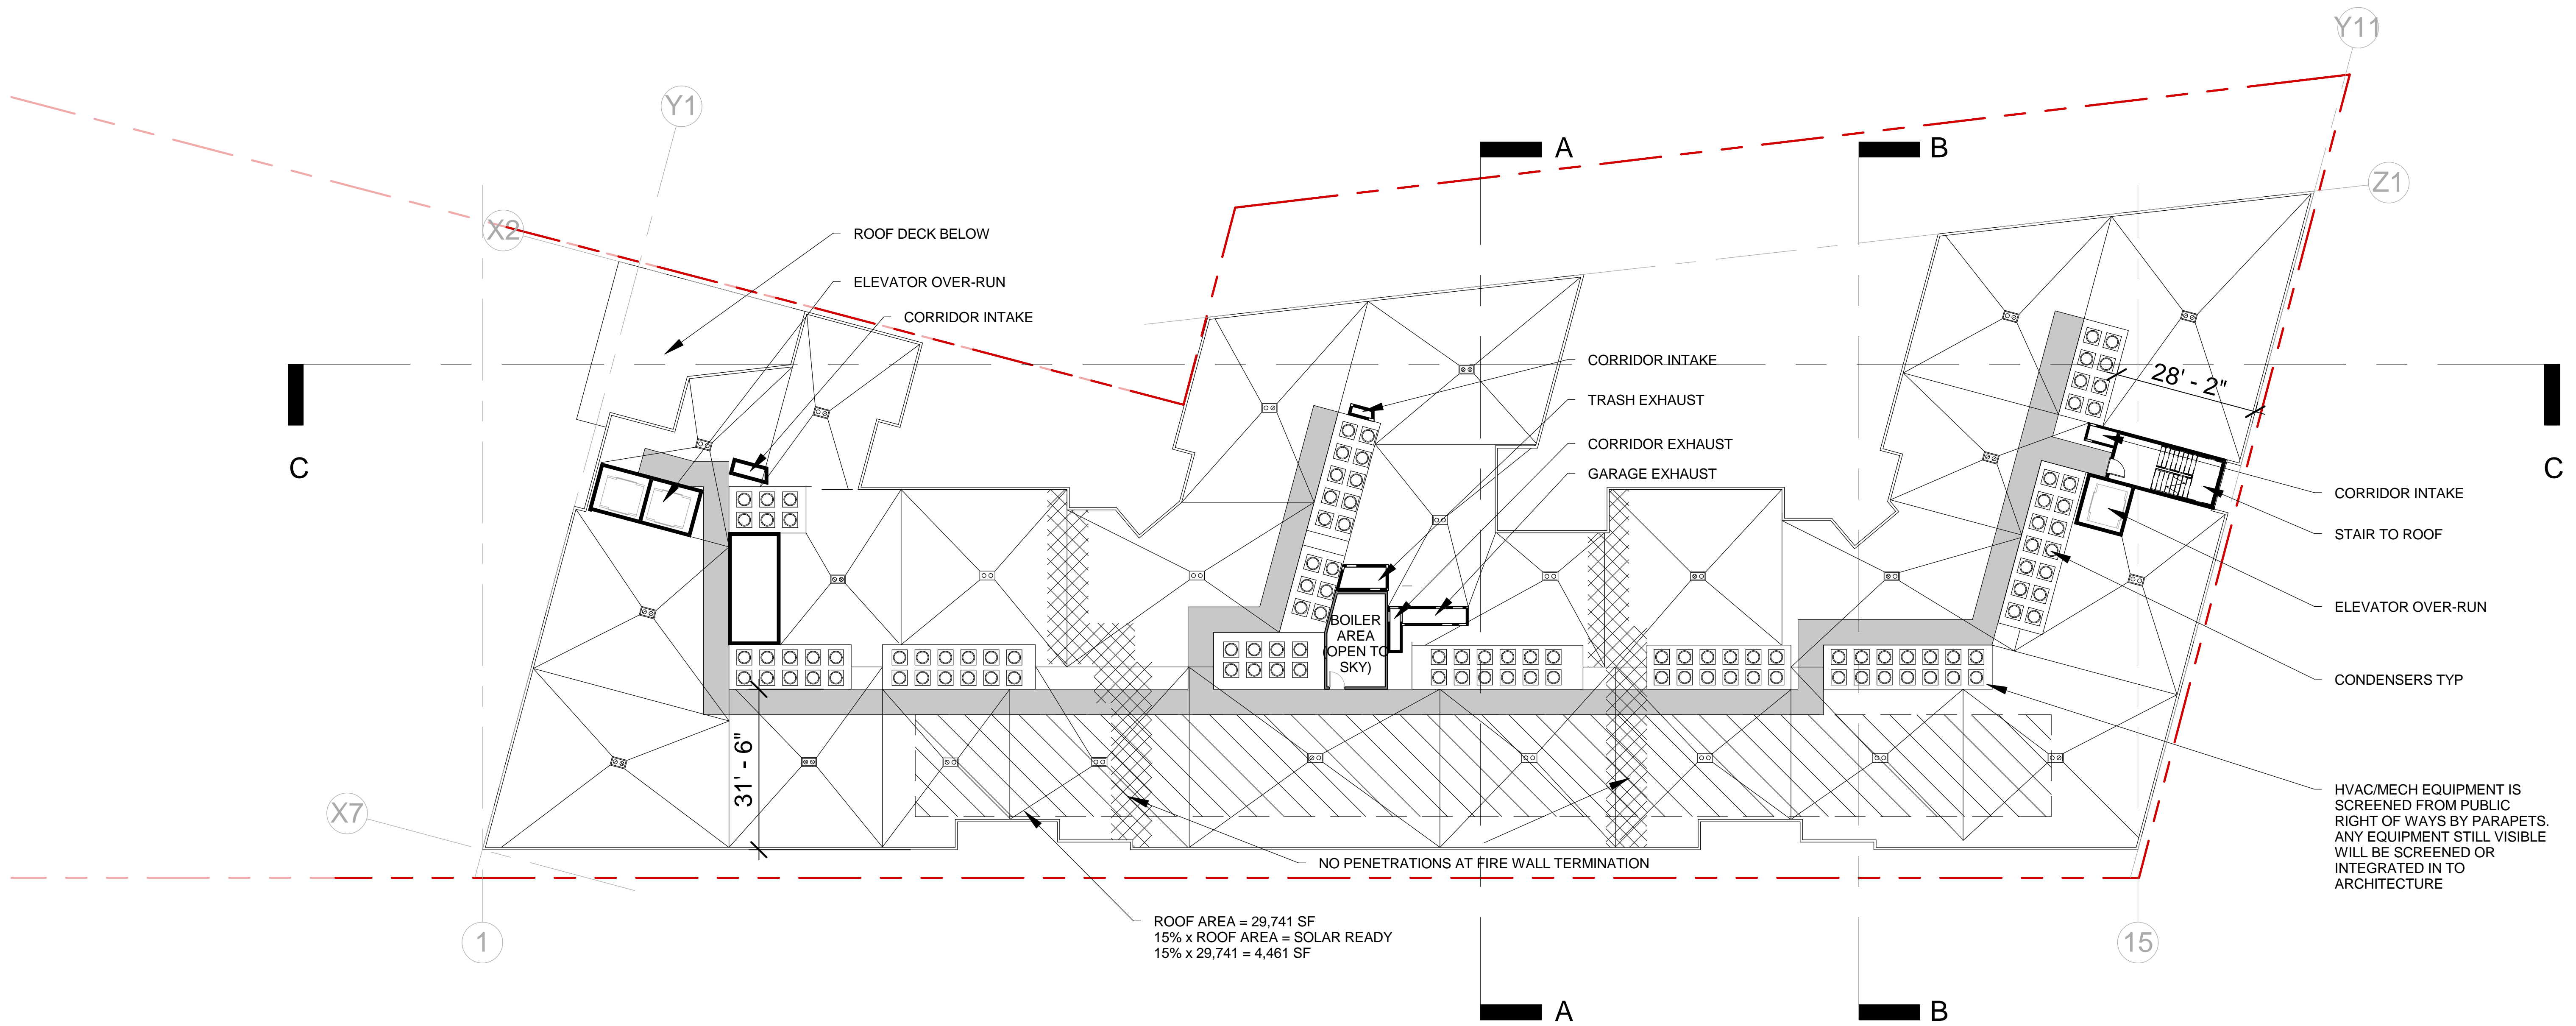 Y11
Y1
A
B
Z1
X2
ROOF DECK BELOW
ELEVATOR OVER-RUN
CORRIDOR INTAKE
CORRIDOR INTAKE
TRASH EXHAUST
CORRIDOR EXHAUST
GARAGE EXHAUST
28' - 2"
C
C
CORRIDOR INTAKE
STAIR TO ROOF
ELEVATOR OVER-RUN
CONDENSERS TYP
BOILER
AREA
(OPEN TO
SKY)
31' - 6"
X7
HVAC/MECH EQUIPMENT IS
SCREENED FROM PUBLIC
RIGHT OF WAYS BY PARAPETS.
ANY EQUIPMENT STILL VISIBLE
WILL BE SCREENED OR
INTEGRATED IN TO
ARCHITECTURE
NO PENETRATIONS AT FIRE WALL TERMINATION
ROOF AREA = 29,741 SF
15% x ROOF AREA = SOLAR READY
15% x 29,741 = 4,461 SF
1
15
A
B